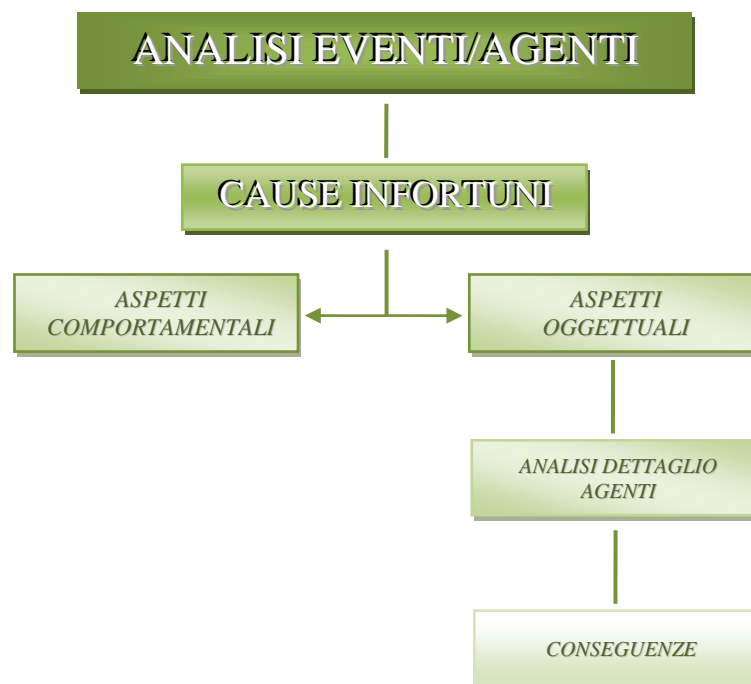 ANALISI EVENTI/AGENTI
CAUSE INFORTUNI
ASPETTI
COMPORTAMENTALI
ASPETTI
OGGETTUALI
ANALISI DETTAGLIO
AGENTI
CONSEGUENZE